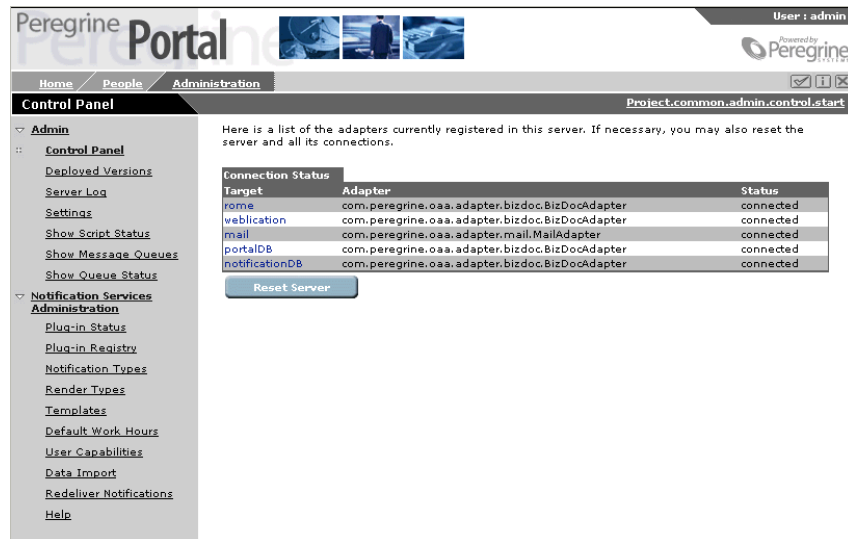 Peregrine Portal
User : admin
Powered by
Peregrine
SYSTEMS
Home People Administration
Control Panel
Project.common.admin.control.start
Admin
Control Panel
Deployed Versions
Server Log
Settings
Show Script Status
Show Message Queues
Show Queue Status
Notification Services
Administration
Plug-in Status
Plug-in Registry
Notification Types
Render Types
Templates
Default Work Hours
User Capabilities
Data Import
Redeliver Notifications
Help
Here is a list of the adapters currently registered in this server. If necessary, you may also reset the
server and all its connections.
Connection Status
Target Adapter Status
rome com.peregrine.oaa.adapter.bizdoc.BizDocAdapter connected
weblication com.peregrine.oaa.adapter.bizdoc.BizDocAdapter connected
mail com.peregrine.oaa.adapter.mail.MailAdapter connected
portalDB com.peregrine.oaa.adapter.bizdoc.BizDocAdapter connected
notificationDB com.peregrine.oaa.adapter.bizdoc.BizDocAdapter connected
Reset Server